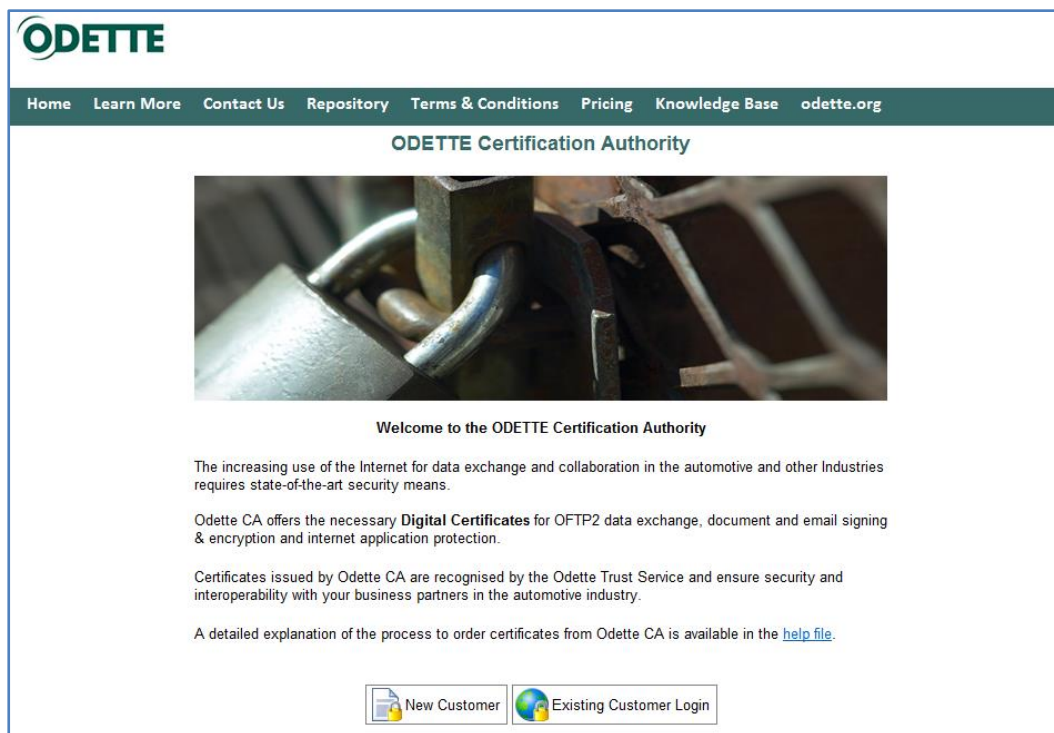 ODETTE
Home Learn More Contact Us Repository Terms & Conditions Pricing Knowledge Base odette.org
ODETTE Certification Authority
Welcome to the ODETTE Certification Authority
The increasing use of the Internet for data exchange and collaboration in the automotive and other Industries
requires state-of-the-art security means.
Odette CA offers the necessary Digital Certificates for OFTP2 data exchange, document and email signing
& encryption and internet application protection.
Certificates issued by Odette CA are recognised by the Odette Trust Service and ensure security and
interoperability with your business partners in the automotive industry.
A detailed explanation of the process to order certificates from Odette CA is available in the help file.
New Customer Existing Customer Login